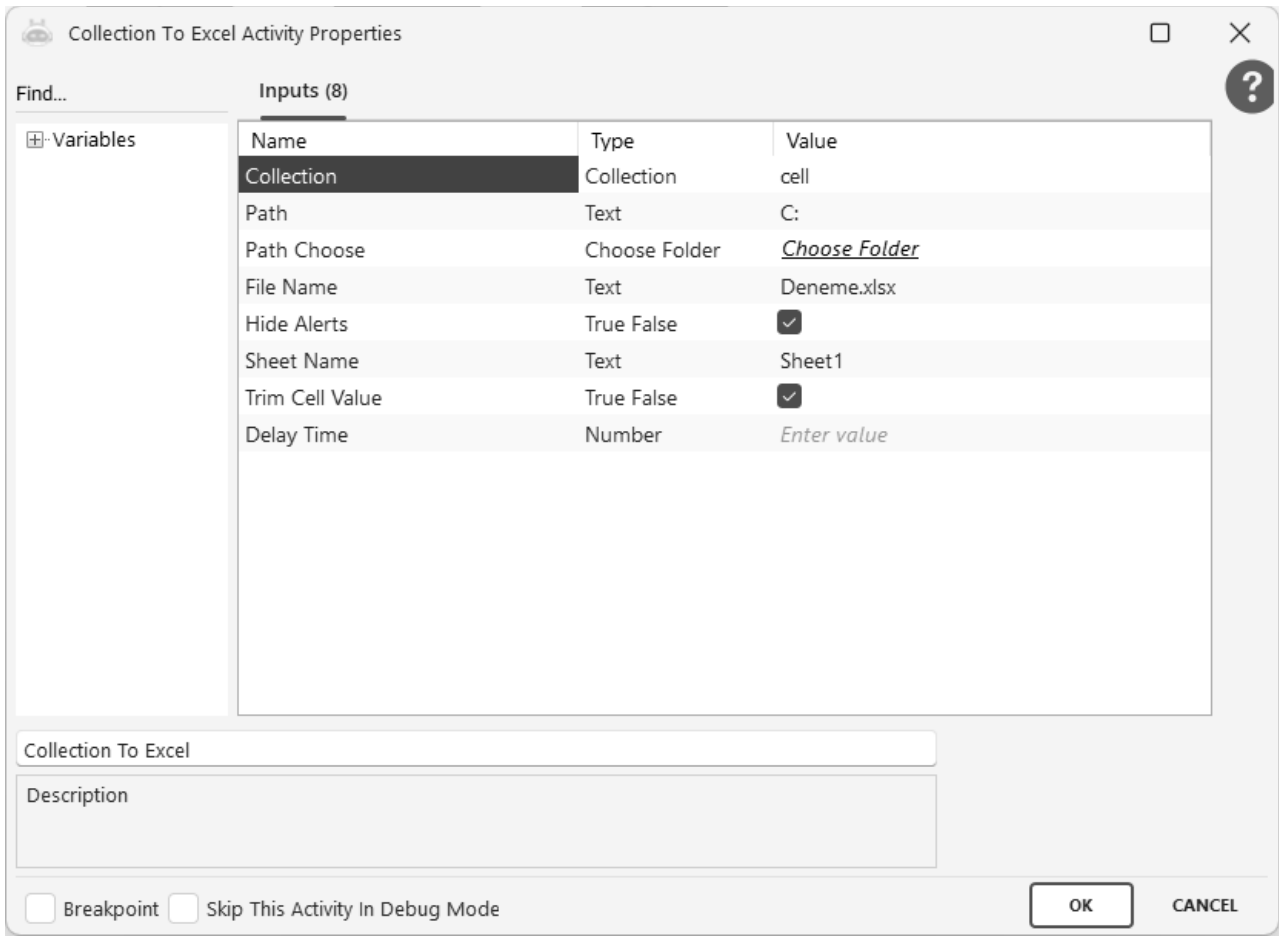 Collection To Excel Activity Properties
Find...
Inputs (8)
?
Variables
Name Type Value
Collection Collection cell
Path Text C:
Path Choose Choose Folder Choose Folder
File Name Text Deneme.xlsx
Hide Alerts True False
Sheet Name Text Sheet1
Trim Cell Value True False
Delay Time Number Enter value
Collection To Excel
Description
Breakpoint Skip This Activity In Debug Mode OK CANCEL